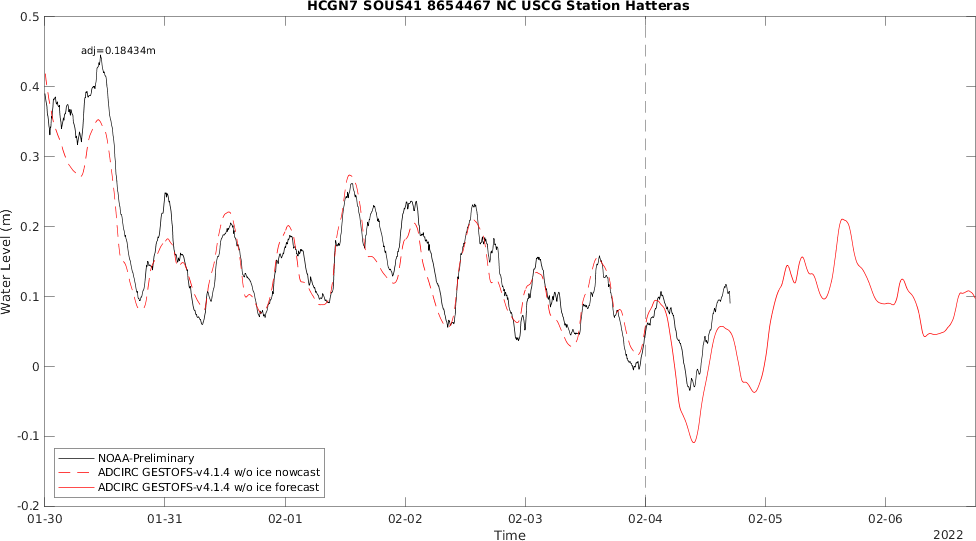 HCGN7 SOUS41 8654467 NC USCG Station Hatteras
adj=0.18434m
0.5
0.4
0.3
0.2
0.1
0
-0.1
-0.2
Water Level (m)
NOAA-Preliminary
ADCIRC GESTOFS-v4.1.4 w/o ice nowcast
ADCIRC GESTOFS-v4.1.4 w/o ice forecast
01-30 01-31 02-01 02-02 02-03 02-04 02-05 02-06
Time
2022